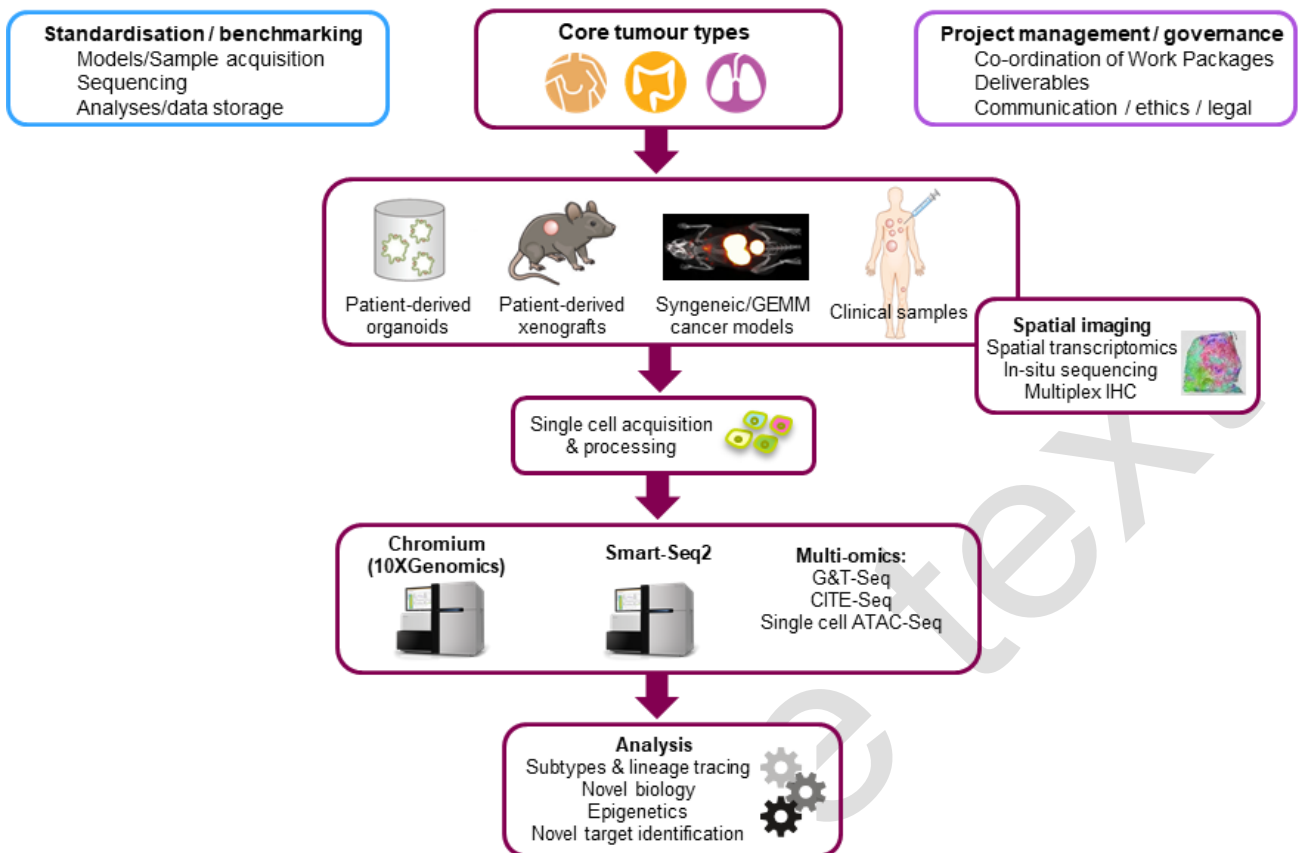 Standardisation / benchmarking
Models/Sample acquisition
Sequencing
Analyses/data storage
Core tumour types
Project management / governance
Co-ordination of Work Packages
Deliverables
Communication / ethics / legal
Patient-derived
organoids
Patient-derived
xenografts
Syngeneic/GEMM
cancer models
Clinical samples
Spatial imaging
Spatial transcriptomics
In-situ sequencing
Multiplex IHC
Single cell acquisition
& processing
Chromium
(10XGenomics)
Smart-Seq2
Multi-omics:
G&T-Seq
CITE-Seq
Single cell ATAC-Seq
Analysis
Subtypes & lineage tracing
Novel biology
Epigenetics
Novel target identification
e text